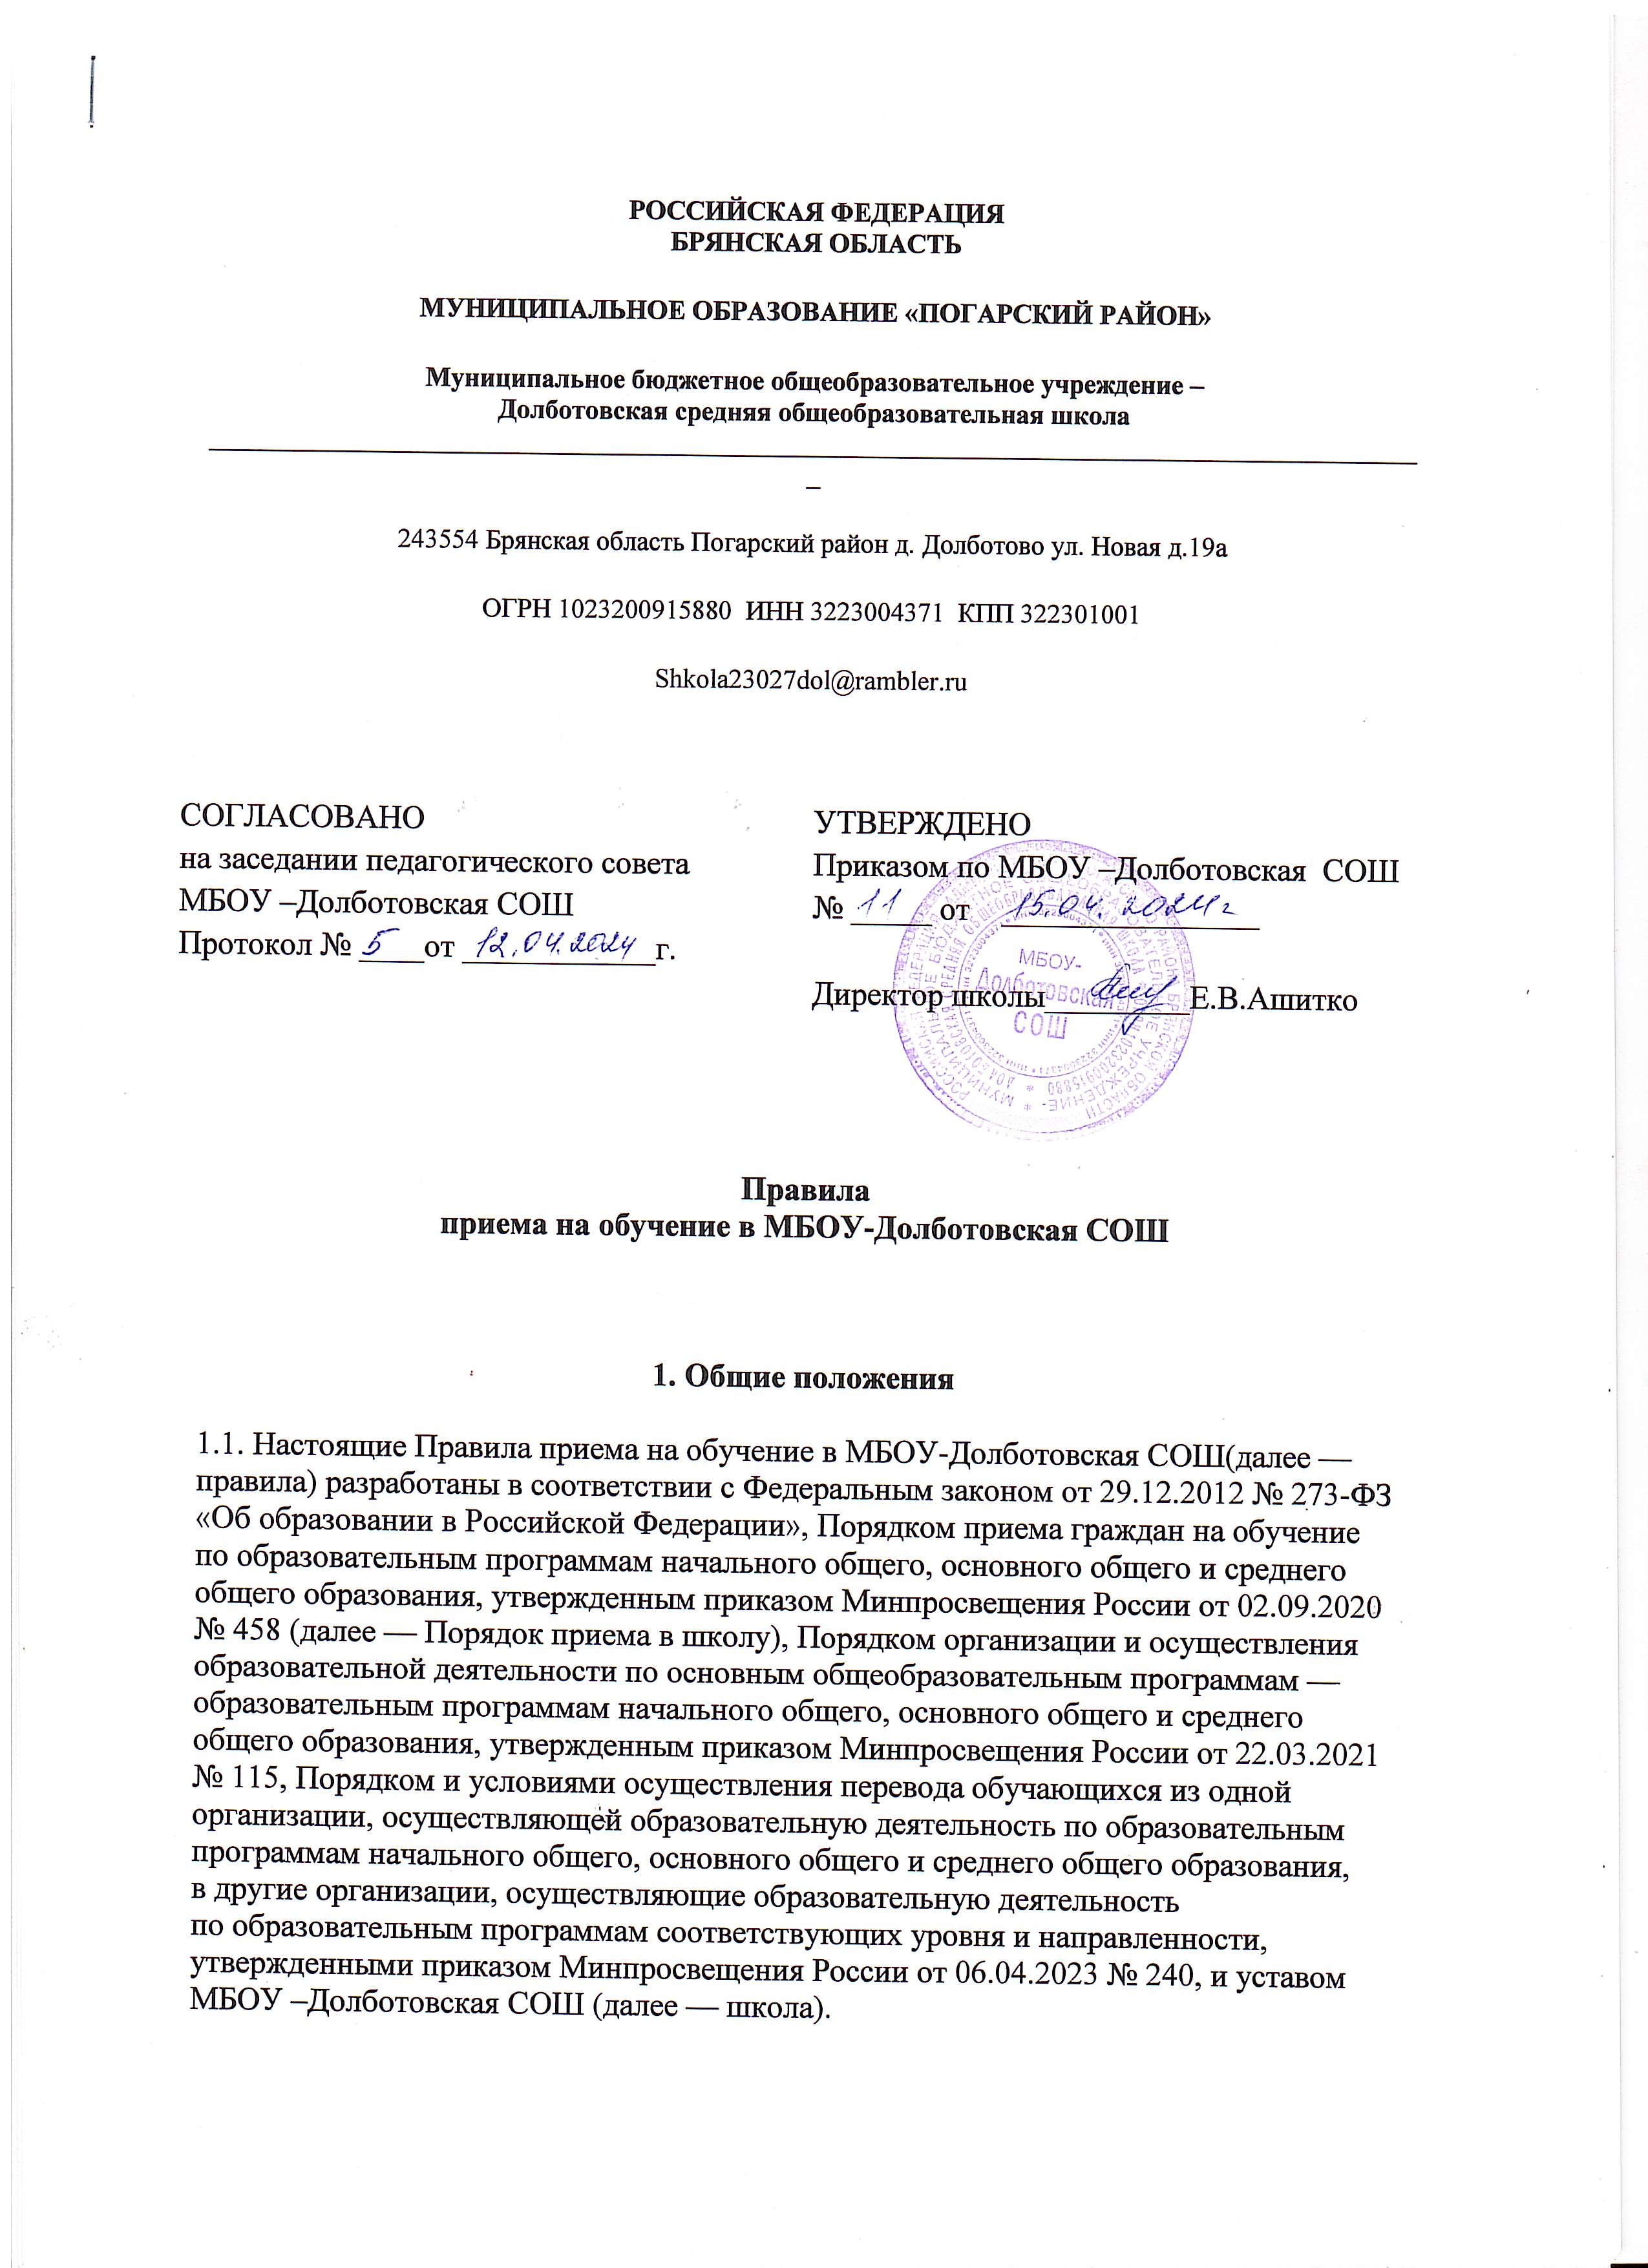 РОССИЙСКАЯ ФЕДЕРАЦИЯ
БРЯНСКАЯ ОБЛАСТЬ
МУНИЦИПАЛЬНОЕ ОБРАЗОВАНИЕ «ПОГАРСКИЙ РАЙОН»
Муниципальное бюджетное общеобразовательное учреждение –
Долботовская средняя общеобразовательная школа
–
243554 Брянская область Погарский район д. Долботово ул. Новая д.19а
ОГРН 1023200915880 ИНН 3223004371 КПП 322301001
Shkola23027dol@rambler.ru
СОГЛАСОВАНО
на заседании педагогического совета
МБОУ –Долботовская СОШ
Протокол № 5 от 12.04.2024 г.
УТВЕРЖДЕНО
Приказом по МБОУ –Долботовская СОШ
№ 11 от 15.04.2024 г
Директор школы Е.В.Ашитко
МБОУ-
Долботовская
СОШ
Правила
приема на обучение в МБОУ-Долботовская СОШ
1. Общие положения
1.1. Настоящие Правила приема на обучение в МБОУ-Долботовская СОШ(далее —
правила) разработаны в соответствии с Федеральным законом от 29.12.2012 № 273-ФЗ
«Об образовании в Российской Федерации», Порядком приема граждан на обучение
по образовательным программам начального общего, основного общего и среднего
общего образования, утвержденным приказом Минпросвещения России от 02.09.2020
№ 458 (далее — Порядок приема в школу), Порядком организации и осуществления
образовательной деятельности по основным общеобразовательным программам —
образовательным программам начального общего, основного общего и среднего
общего образования, утвержденным приказом Минпросвещения России от 22.03.2021
№ 115, Порядком и условиями осуществления перевода обучающихся из одной
организации, осуществляющей образовательную деятельность по образовательным
программам начального общего, основного общего и среднего общего образования,
в другие организации, осуществляющие образовательную деятельность
по образовательным программам соответствующих уровня и направленности,
утвержденными приказом Минпросвещения России от 06.04.2023 № 240, и уставом
МБОУ –Долботовская СОШ (далее — школа).